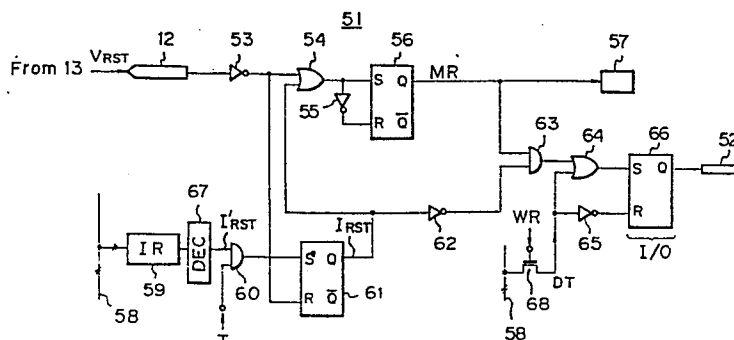 51
From 13
VRST
12
53
54
56
57
S Q
MR
55
R Q̅
63
64
66
52
S Q
67
I'RST
IRST
62
WR
65
R
I/O
IR
DEC
S Q
59
60
R Q̅
61
58
T
58
68
DT